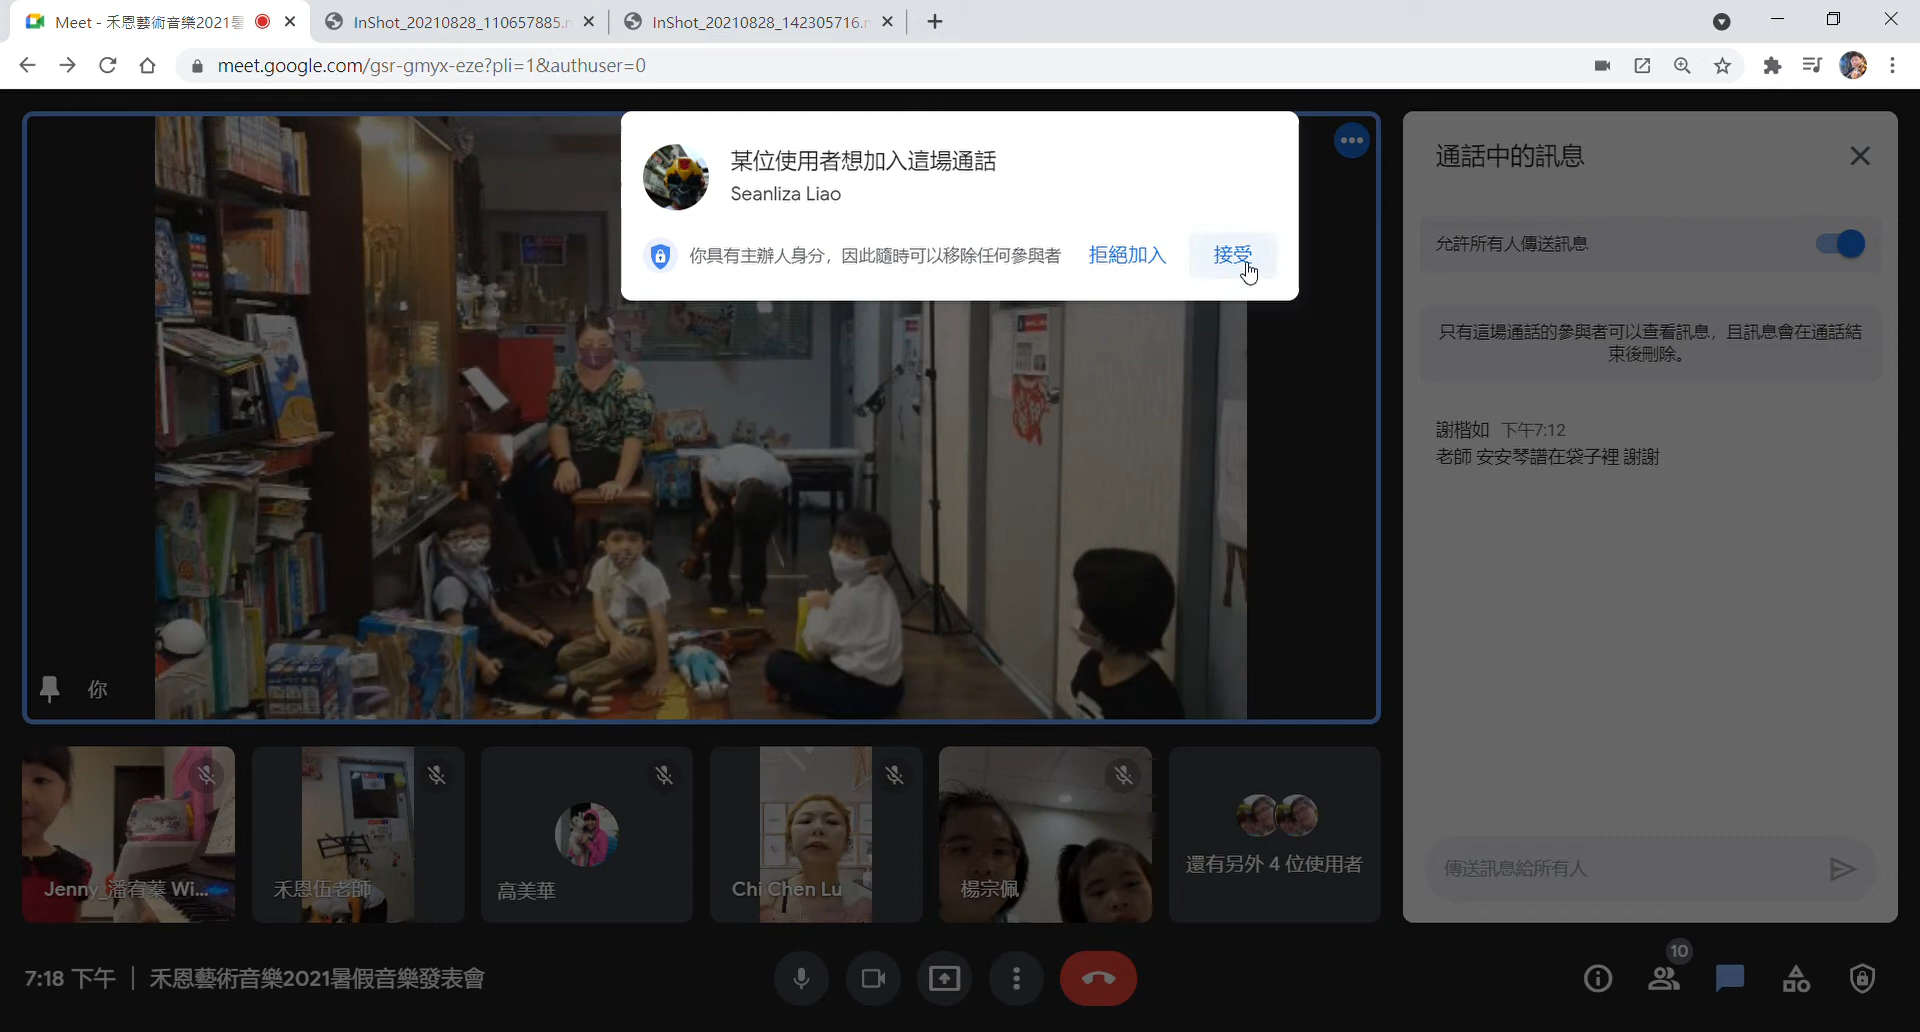 Meet - 禾恩藝術音樂2021暑
InShot_20210828_110657885.m
InShot_20210828_142305716.m
meet.google.com/gsr-gmyx-eze?pli=1&authuser=0
某位使用者想加入這場通話
Seanliza Liao
你具有主辦人身分，因此隨時可以移除任何參與者
拒絕加入
接受
通話中的訊息
允許所有人傳送訊息
只有這場通話的參與者可以查看訊息，且訊息會在通話結
束後刪除。
謝楷如 下午7:12
老師 安安琴譜在袋子裡 謝謝
傳送訊息給所有人
你
Jenny_潘宥蓁 Wi...
禾恩伍老師
高美華
Chi Chen Lu
楊宗佩
還有另外 4 位使用者
7:18 下午 | 禾恩藝術音樂2021暑假音樂發表會
10